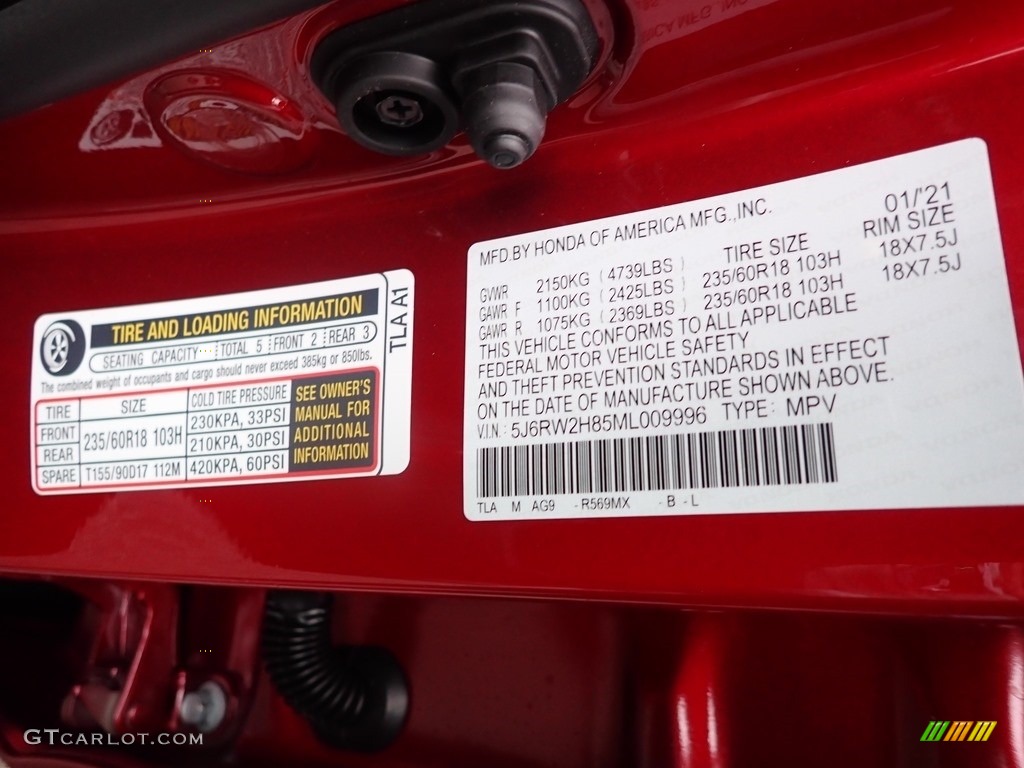 TIRE AND LOADING INFORMATION
TLA A1
SEATING CAPACITY TOTAL 5 FRONT 2 REAR 3
The combined weight of occupants and cargo should never exceed 385kg or 850lbs.
TIRE SIZE COLD TIRE PRESSURE
FRONT 235/60R18 103H 230KPA, 33PSI
REAR 210KPA, 30PSI
SPARE T155/90D17 112M 420KPA, 60PSI
SEE OWNER'S
MANUAL FOR
ADDITIONAL
INFORMATION
MFD.BY HONDA OF AMERICA MFG.,INC. 01/'21
TIRE SIZE RIM SIZE
GVWR 2150KG (4739LBS)
GAWR F 1100KG (2425LBS) 235/60R18 103H 18X7.5J
GAWR R 1075KG (2369LBS) 235/60R18 103H 18X7.5J
THIS VEHICLE CONFORMS TO ALL APPLICABLE
FEDERAL MOTOR VEHICLE SAFETY
AND THEFT PREVENTION STANDARDS IN EFFECT
ON THE DATE OF MANUFACTURE SHOWN ABOVE.
V.I.N.: 5J6RW2H85ML009996 TYPE: MPV
TLA M AG9 - R569MX - B - L
GTCARLOT.COM